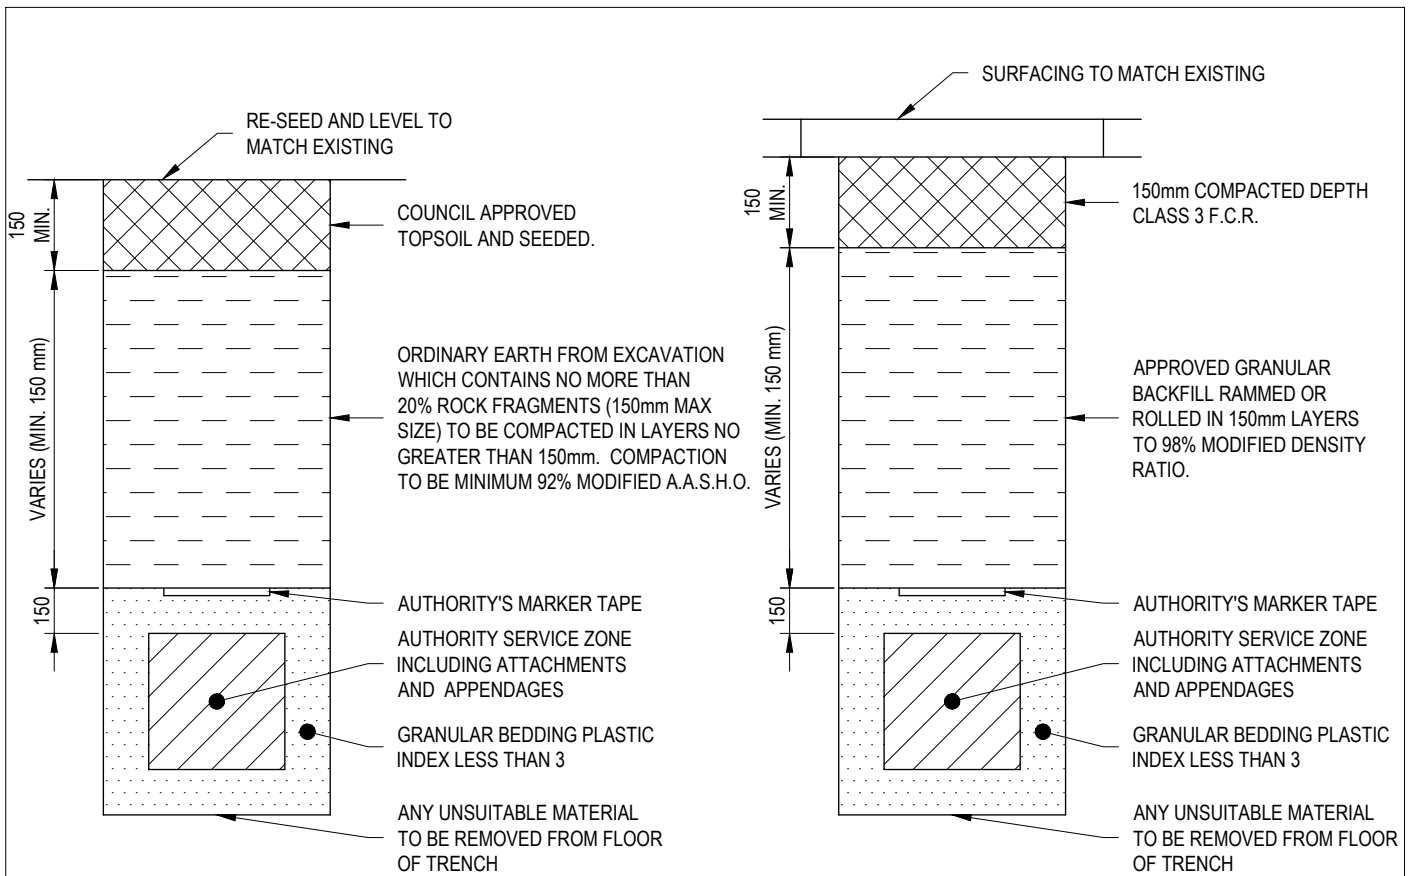 RE-SEED AND LEVEL TO
MATCH EXISTING
150
MIN.
COUNCIL APPROVED
TOPSOIL AND SEEDED.
VARIES (MIN. 150 mm)
ORDINARY EARTH FROM EXCAVATION
WHICH CONTAINS NO MORE THAN
20% ROCK FRAGMENTS (150mm MAX
SIZE) TO BE COMPACTED IN LAYERS NO
GREATER THAN 150mm. COMPACTION
TO BE MINIMUM 92% MODIFIED A.A.S.H.O.
150
AUTHORITY'S MARKER TAPE
AUTHORITY SERVICE ZONE
INCLUDING ATTACHMENTS
AND APPENDAGES
GRANULAR BEDDING PLASTIC
INDEX LESS THAN 3
ANY UNSUITABLE MATERIAL
TO BE REMOVED FROM FLOOR
OF TRENCH
SURFACING TO MATCH EXISTING
150
MIN.
150mm COMPACTED DEPTH
CLASS 3 F.C.R.
VARIES (MIN. 150 mm)
APPROVED GRANULAR
BACKFILL RAMMED OR
ROLLED IN 150mm LAYERS
TO 98% MODIFIED DENSITY
RATIO.
150
AUTHORITY'S MARKER TAPE
AUTHORITY SERVICE ZONE
INCLUDING ATTACHMENTS
AND APPENDAGES
GRANULAR BEDDING PLASTIC
INDEX LESS THAN 3
ANY UNSUITABLE MATERIAL
TO BE REMOVED FROM FLOOR
OF TRENCH